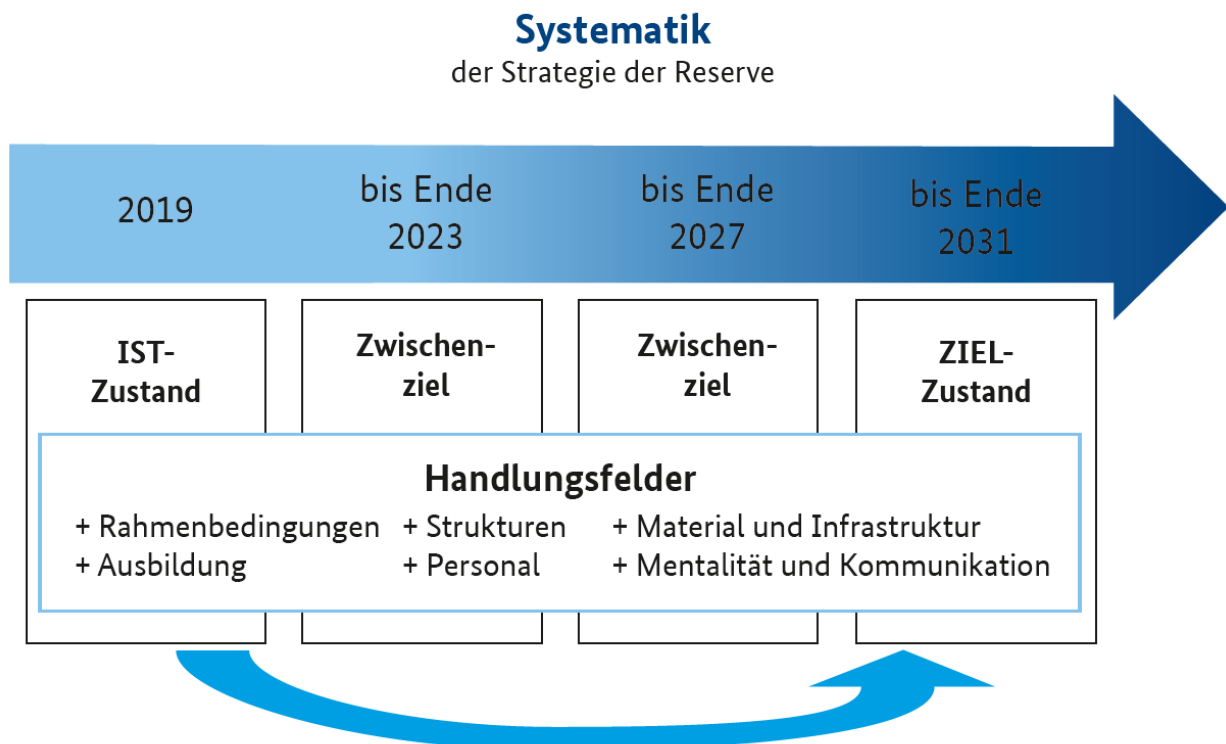 Systematik
der Strategie der Reserve
2019
bis Ende
2023
bis Ende
2027
bis Ende
2031
IST-
Zustand
Zwischen-
ziel
Zwischen-
ziel
ZIEL-
Zustand
Handlungsfelder
+ Rahmenbedingungen
+ Ausbildung
+ Strukturen
+ Personal
+ Material und Infrastruktur
+ Mentalität und Kommunikation